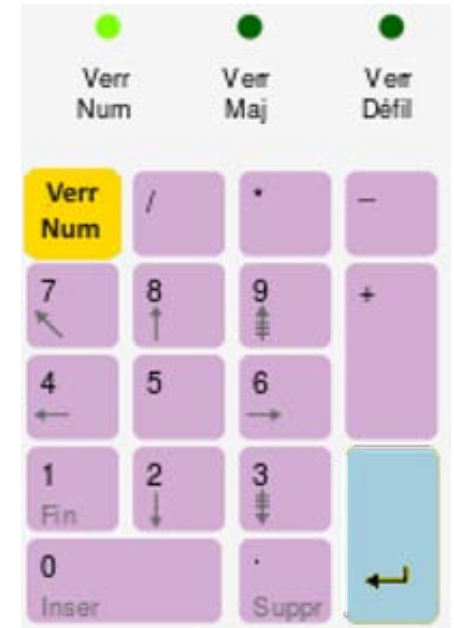 Verr Verr Verr
Num Maj Défil
Verr / * −
Num
7 8 9 +
4 5 6
1 2 3
Fin
0 .
Inser Suppr